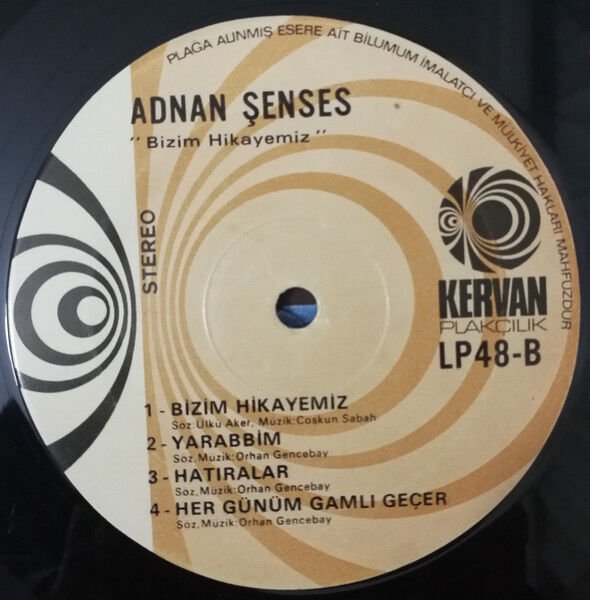 PLAĞA ALINMIŞ ESERE AİT BİLUMUM İMALATCI VE MÜLKİYET HAKLARI MAHFUZDUR
ADNAN ŞENSES
"Bizim Hikayemiz"
STEREO
KERVAN
PLAKÇILIK
LP48-B
1 - BİZİM HİKAYEMİZ
Söz: Ülkü Aker, Müzik: Coşkun Sabah
2 - YARABBİM
Söz, Müzik: Orhan Gencebay
3 - HATIRALAR
Söz, Müzik: Orhan Gencebay
4 - HER GÜNÜM GAMLI GEÇER
Söz, Müzik: Orhan Gencebay